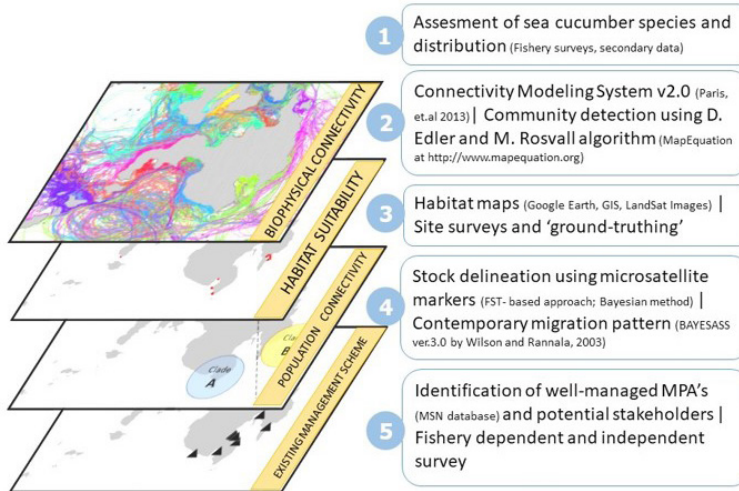 1
Assesment of sea cucumber species and
distribution (Fishery surveys, secondary data)
2
Connectivity Modeling System v2.0 (Paris,
et.al 2013)| Community detection using D.
Edler and M. Rosvall algorithm (MapEquation
at http://www.mapequation.org)
3
Habitat maps (Google Earth, GIS, LandSat Images) |
Site surveys and ‘ground-truthing’
4
Stock delineation using microsatellite
markers (FST- based approach; Bayesian method) |
Contemporary migration pattern (BAYESASS
ver.3.0 by Wilson and Rannala, 2003)
5
Identification of well-managed MPA’s
(MSN database) and potential stakeholders |
Fishery dependent and independent
survey
BIOPHYSICAL CONNECTIVITY
HABITAT SUITABILITY
POPULATION CONNECTIVITY
EXISTING MANAGEMENT SCHEME
Clade
A